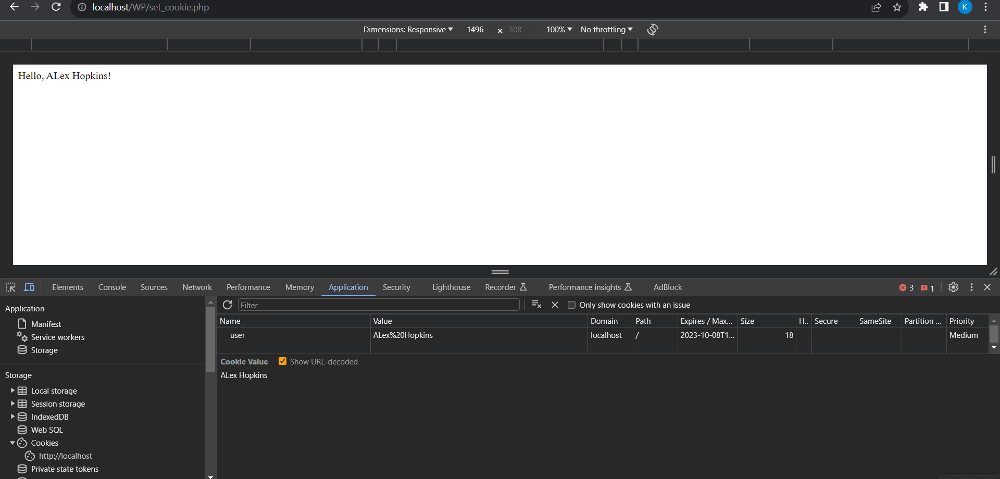 localhost/WP/set_cookie.php
K
Dimensions: Responsive 1496 × 308 100% No throttling
Hello, ALex Hopkins!
Elements Console Sources Network Performance Memory Application Security Lighthouse Recorder Performance insights AdBlock 3 1
Application
Manifest
Service workers
Storage
Storage
Local storage
Session storage
IndexedDB
Web SQL
Cookies
http://localhost
Private state tokens
Filter Only show cookies with an issue
Name Value Domain Path Expires / Max... Size H.. Secure SameSite Partition ... Priority
user ALex%20Hopkins localhost / 2023-10-08T1... 18 Medium
Cookie Value Show URL-decoded
ALex Hopkins